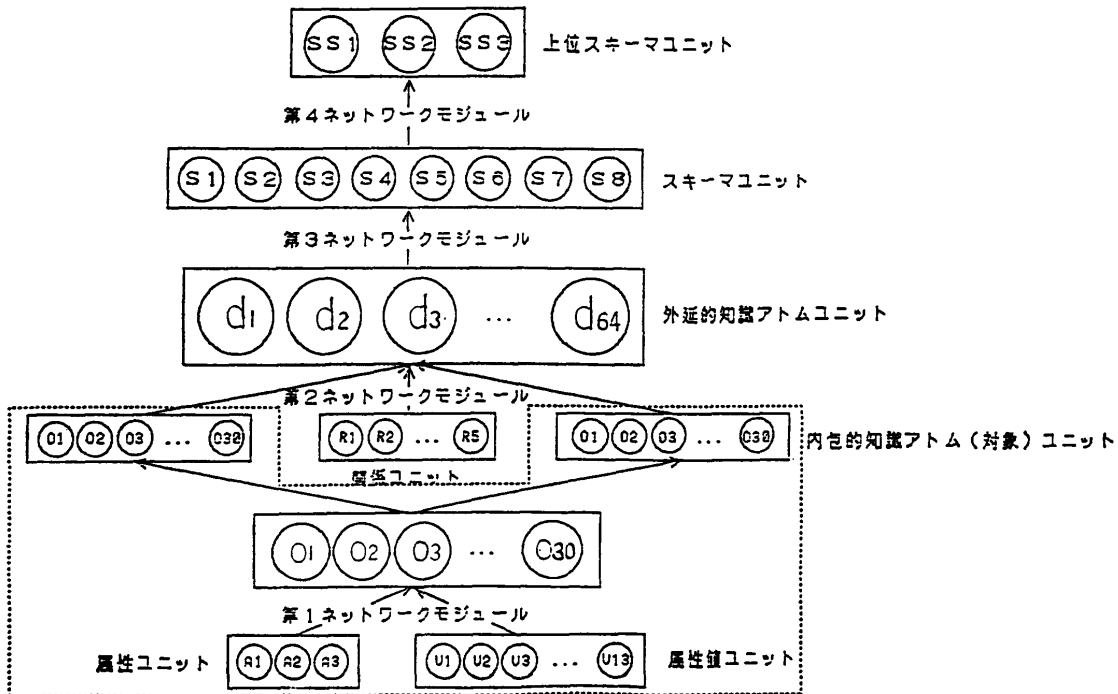 SS1 SS2 SS3 上位スキーマユニット
第4ネットワークモジュール
S1 S2 S3 S4 S5 S6 S7 S8 スキーマユニット
第3ネットワークモジュール
d1 d2 d3 ... d64 外延的知識アトムユニット
第2ネットワークモジュール
O1 O2 O3 ... O30 R1 R2 ... R5 O1 O2 O3 ... O30 内包的知識アトム(対象)ユニット
関係ユニット
O1 O2 O3 ... O30
第1ネットワークモジュール
属性ユニット A1 A2 A3 V1 V2 V3 ... V13 属性値ユニット